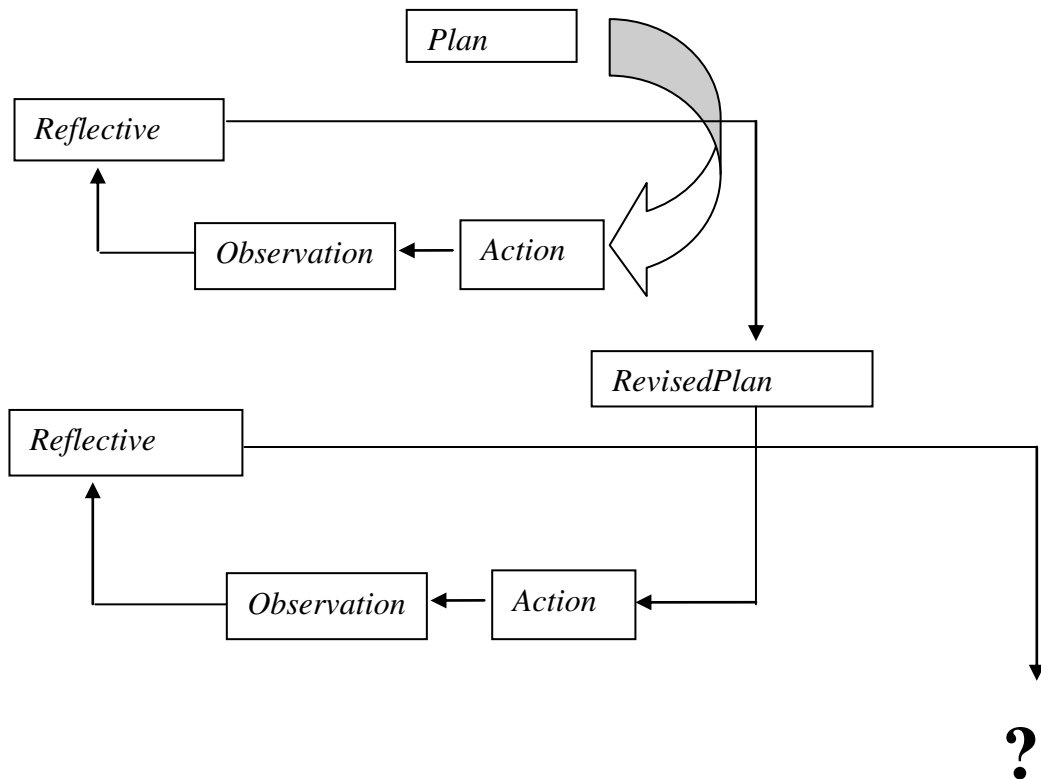 Plan
Reflective
Observation
Action
RevisedPlan
Reflective
Observation
Action
?